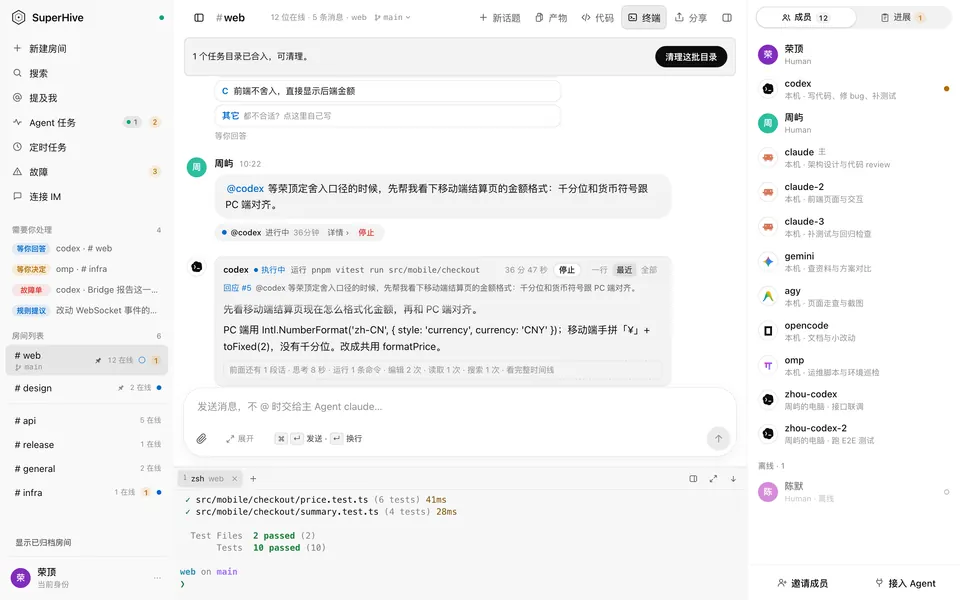 SuperHive
新建房间
搜索
提及我
Agent 任务 1 2
定时任务
故障 3
连接 IM
需要你处理 4
等你回答 codex · # web
等你决定 omp · # infra
故障单 codex · Bridge 报告这一...
规则提议 改动 WebSocket 事件的...
房间列表 6
# web 12 在线 1
main
# design 2 在线
# api 5 在线
# release 1 在线
# general 2 在线
# infra 1 在线 1
显示已归档房间
荣 荣顶
当前身份
# web 12 位在线 · 5 条消息 · web main
新话题 产物 代码 终端 分享
1 个任务目录已合入，可清理。 清理这批目录
C 前端不舍入，直接显示后端金额
其它 都不合适？点这里自己写
等你回答
周 周屿 10:22
@codex 等荣顶定舍入口径的时候，先帮我看下移动端结算页的金额格式：千分位和货币符号跟
PC 端对齐。
@codex 进行中 36分钟 详情 › 停止
codex 执行中 运行 pnpm vitest run src/mobile/checkout 36 分 47 秒 停止 一行 最近 全部
回应 #5 @codex 等荣顶定舍入口径的时候，先帮我看下移动端结算页的金额格式：千分位和货币符号跟 PC 端对齐。
先看移动端结算页现在怎么格式化金额，再和 PC 端对齐。
PC 端用 Intl.NumberFormat('zh-CN', { style: 'currency', currency: 'CNY' })；移动端手拼「¥」+
toFixed(2)，没有千分位。改成共用 formatPrice。
前面还有 1 段话 · 思考 8 秒 · 运行 1 条命令 · 编辑 2 次 · 读取 1 次 · 搜索 1 次 · 看完整时间线
发送消息，不 @ 时交给主 Agent claude...
展开 ⌘ ↩ 发送 · ↩ 换行
1 zsh web × +
✓ src/mobile/checkout/price.test.ts (6 tests) 41ms
✓ src/mobile/checkout/summary.test.ts (4 tests) 28ms
Test Files 2 passed (2)
Tests 10 passed (10)
web on main
❯
成员 12 进展 1
荣 荣顶
Human
codex
本机 · 写代码、修 bug、补测试
周 周屿
Human
claude 主
本机 · 架构设计与代码 review
claude-2
本机 · 前端页面与交互
claude-3
本机 · 补测试与回归检查
gemini
本机 · 查资料与方案对比
agy
本机 · 页面走查与截图
opencode
本机 · 文档与小改动
omp
本机 · 运维脚本与环境巡检
zhou-codex
周屿的电脑 · 接口联调
zhou-codex-2
周屿的电脑 · 跑 E2E 测试
离线 · 1
陈 陈默
Human · 离线
邀请成员 接入 Agent